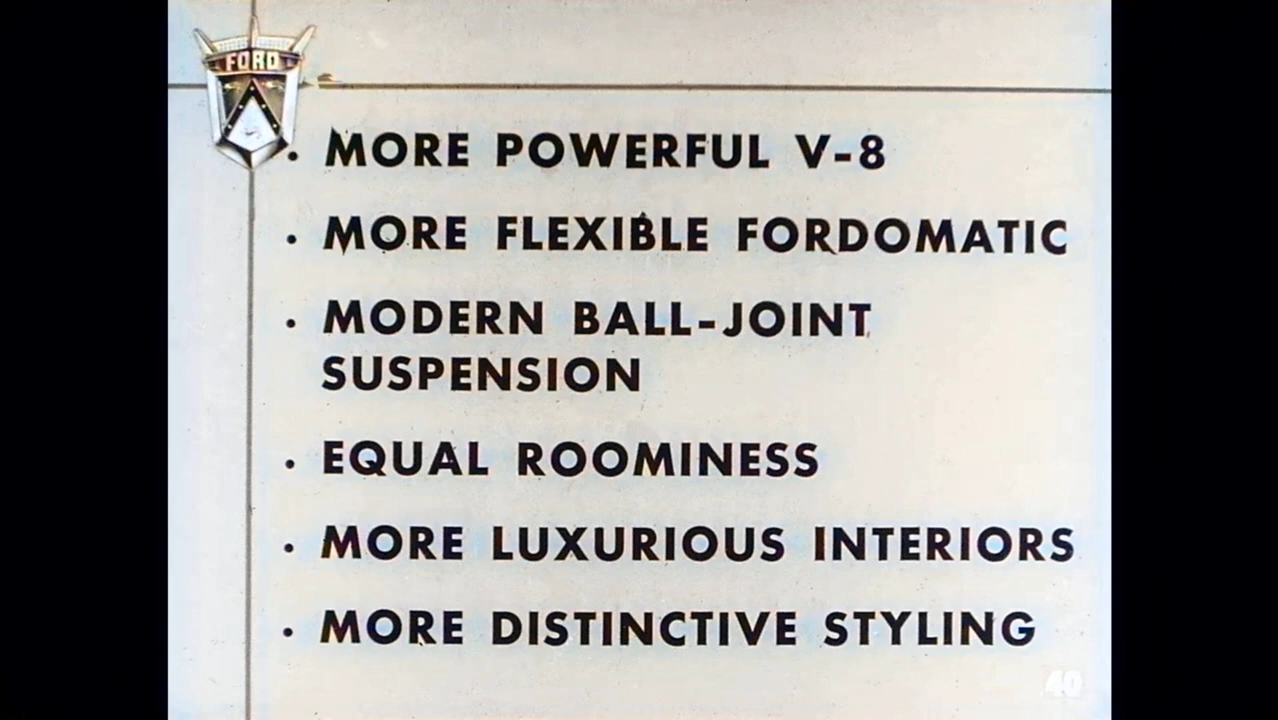 FORD
• MORE POWERFUL V-8
• MORE FLEXIBLE FORDOMATIC
• MODERN BALL-JOINT
SUSPENSION
• EQUAL ROOMINESS
• MORE LUXURIOUS INTERIORS
• MORE DISTINCTIVE STYLING
40